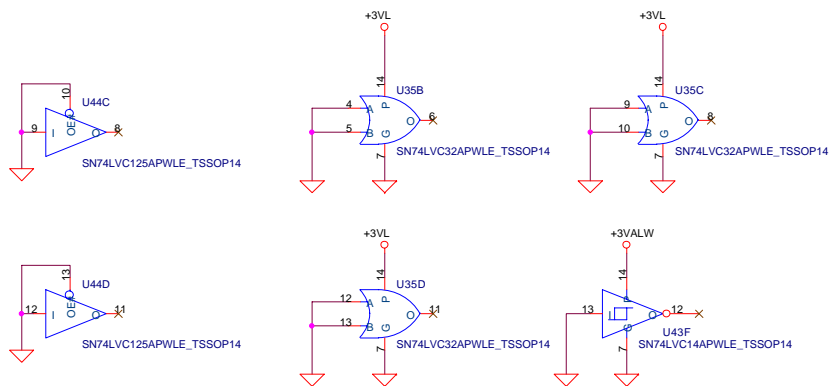 +3VL
+3VL
10
U44C
14
U35B
14
U35C
9
I
OE#
O
8
4
A
P
5
B
G
O
6
9
A
P
10
B
G
O
8
SN74LVC125APWLE_TSSOP14
7
SN74LVC32APWLE_TSSOP14
7
SN74LVC32APWLE_TSSOP14
+3VL
+3VALW
13
U44D
14
U35D
14
12
I
OE#
O
11
12
A
P
13
B
G
O
11
13
I
P
G
O
12
U43F
SN74LVC125APWLE_TSSOP14
7
SN74LVC32APWLE_TSSOP14
7
SN74LVC14APWLE_TSSOP14